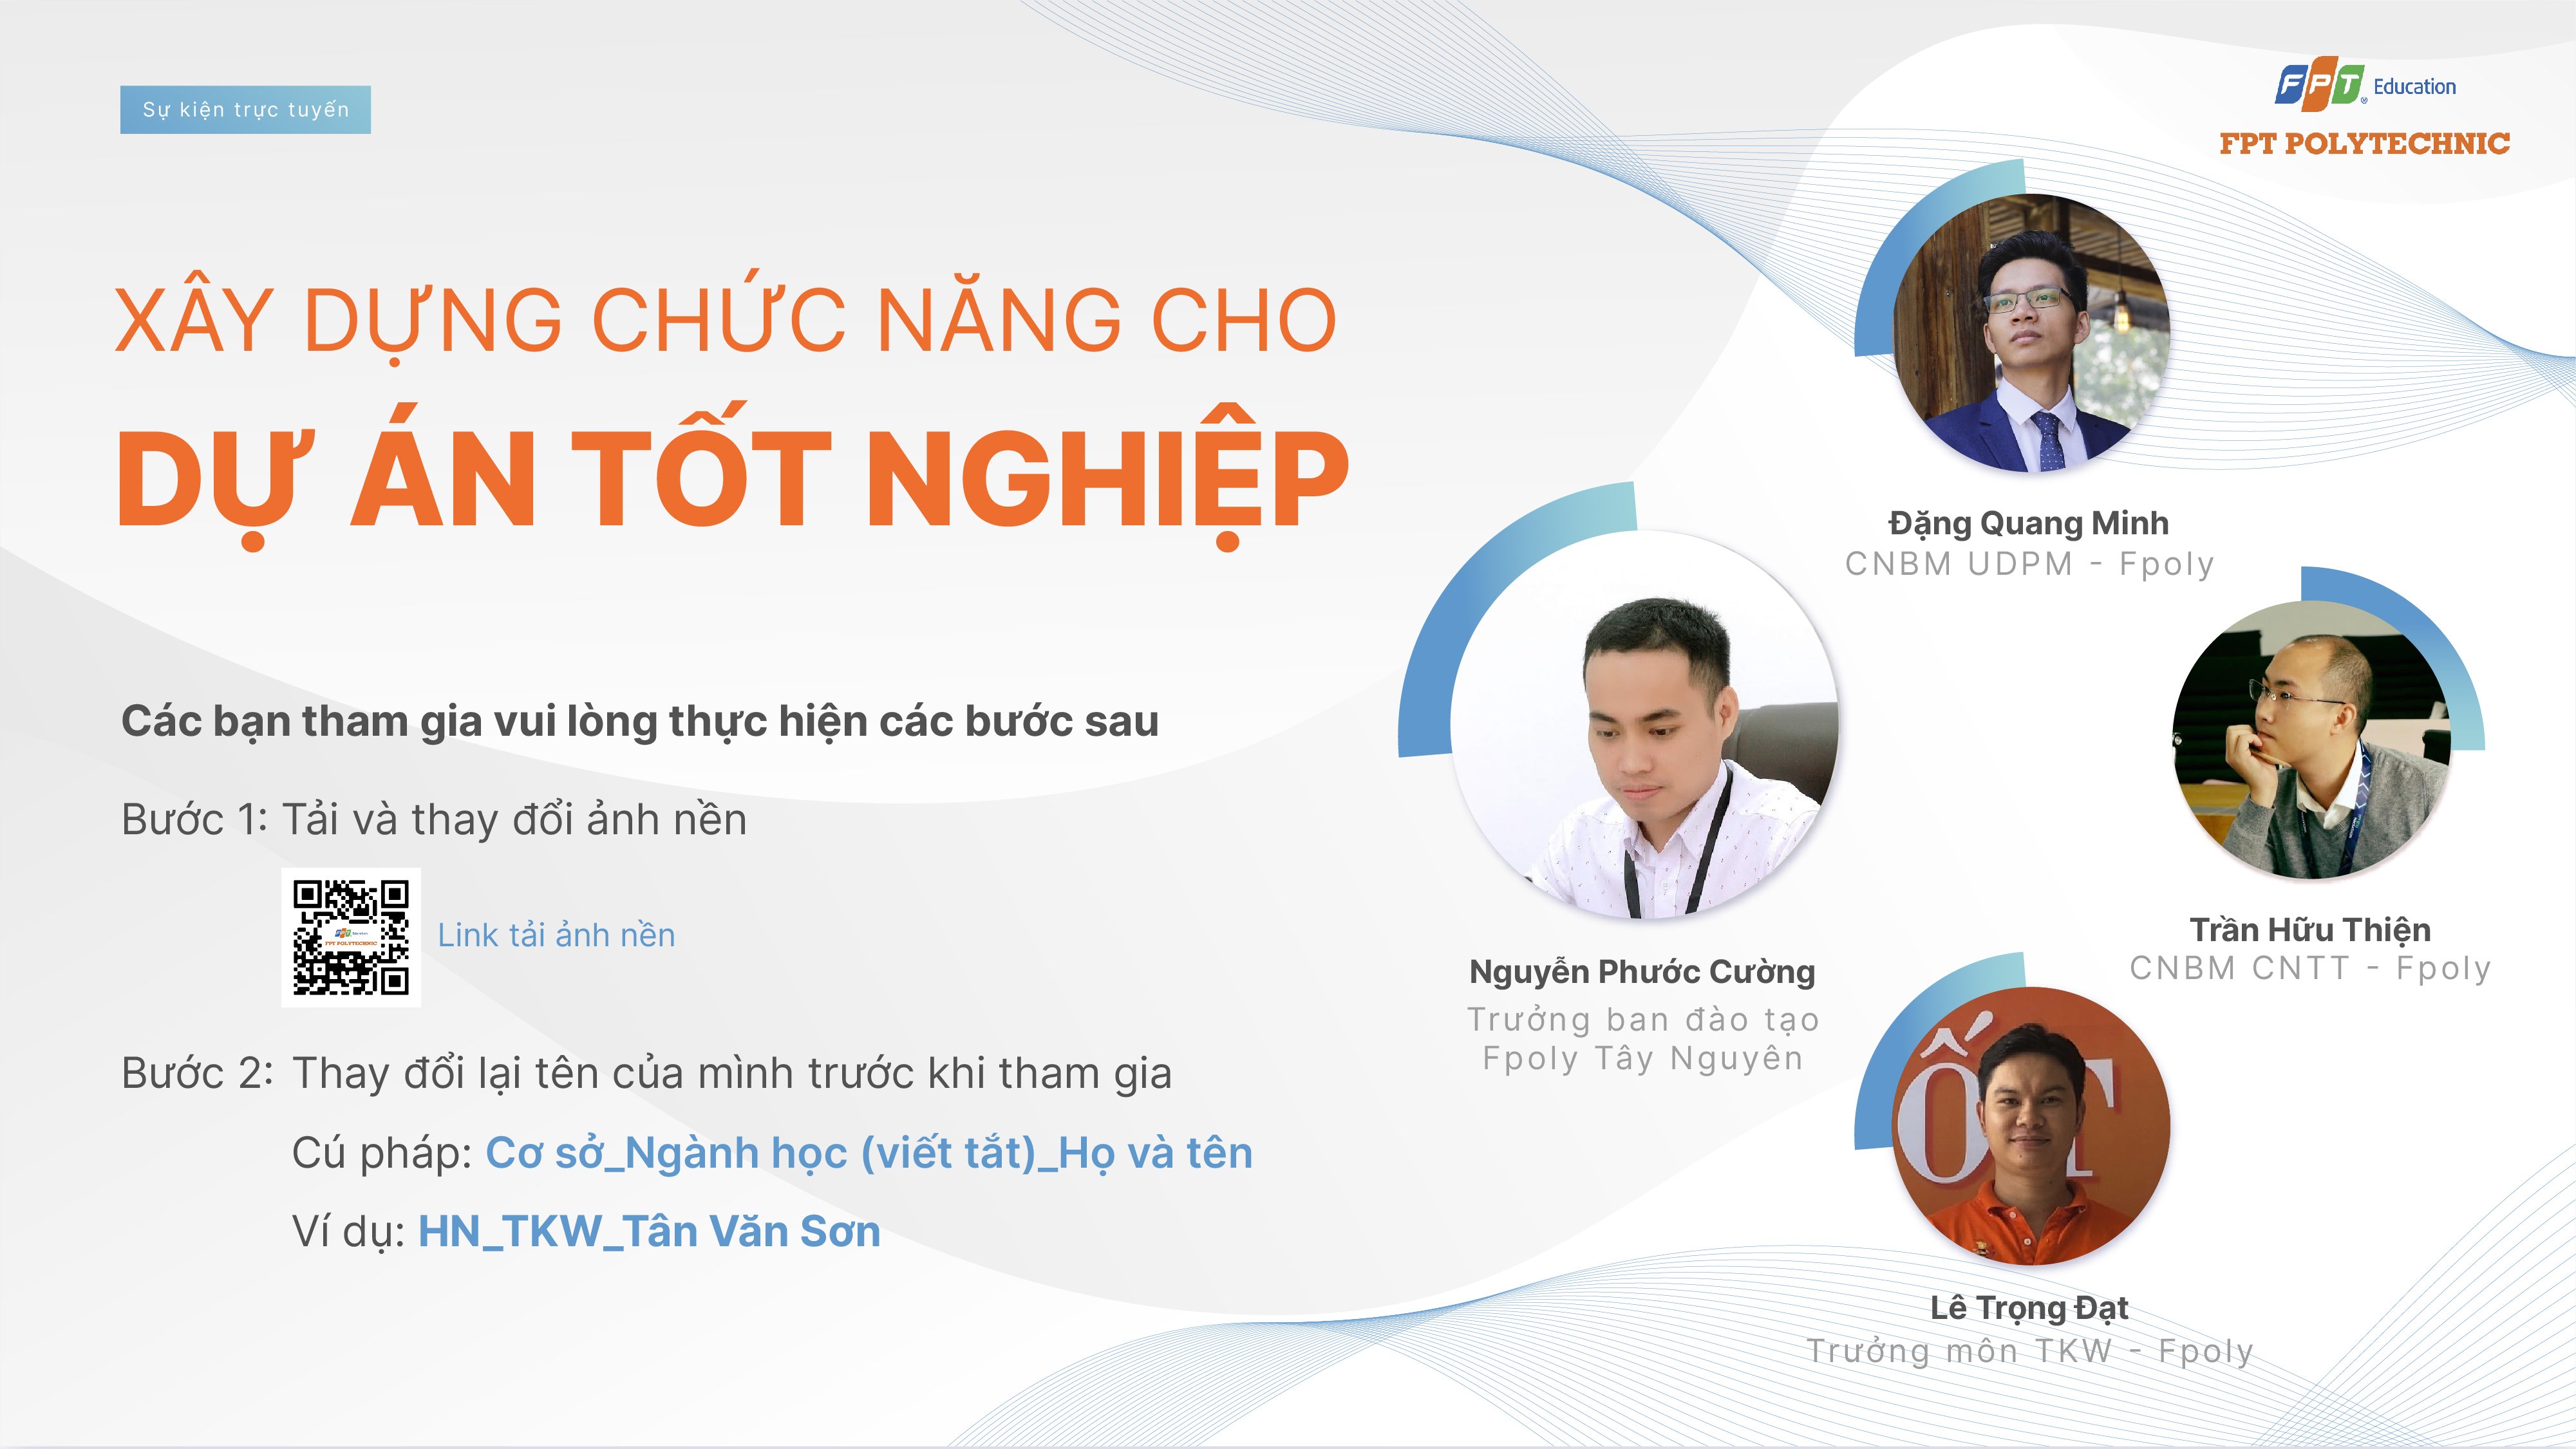 Sự kiện trực tuyến
FPT Education
FPT POLYTECHNIC
XÂY DỰNG CHỨC NĂNG CHO
DỰ ÁN TỐT NGHIỆP
Các bạn tham gia vui lòng thực hiện các bước sau
Bước 1: Tải và thay đổi ảnh nền
FPT POLYTECHNIC
Link tải ảnh nền
Bước 2: Thay đổi lại tên của mình trước khi tham gia
Cú pháp: Cơ sở_Ngành học (viết tắt)_Họ và tên
Ví dụ: HN_TKW_Tân Văn Sơn
Đặng Quang Minh
CNBM UDPM - Fpoly
Nguyễn Phước Cường
Trưởng ban đào tạo
Fpoly Tây Nguyên
Trần Hữu Thiện
CNBM CNTT - Fpoly
ỐT
Lê Trọng Đạt
Trưởng môn TKW - Fpoly